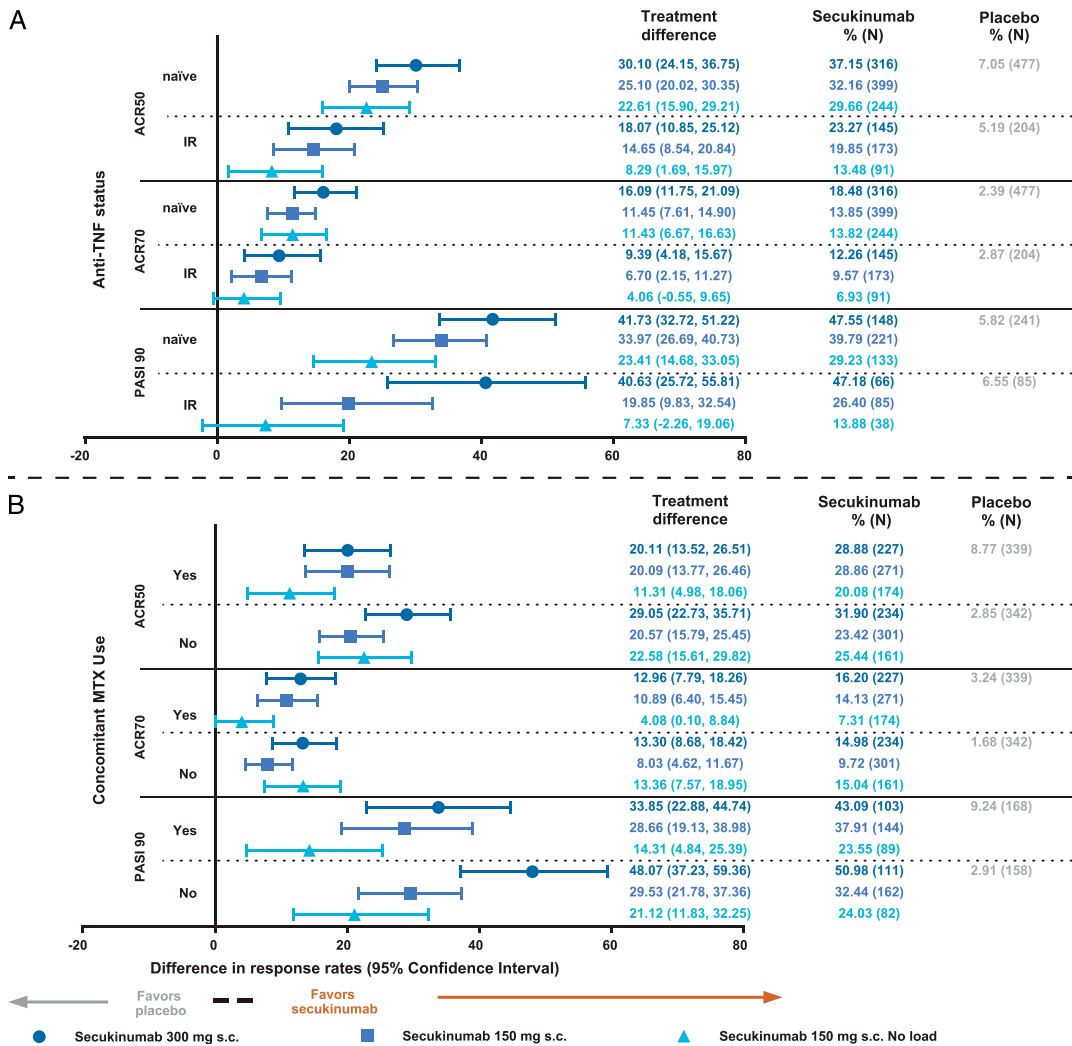 A
Treatment difference
Secukinumab % (N)
Placebo % (N)
Anti-TNF status
ACR50
naïve
30.10 (24.15, 36.75) 37.15 (316) 7.05 (477)
25.10 (20.02, 30.35) 32.16 (399)
22.61 (15.90, 29.21) 29.66 (244)
IR
18.07 (10.85, 25.12) 23.27 (145) 5.19 (204)
14.65 (8.54, 20.84) 19.85 (173)
8.29 (1.69, 15.97) 13.48 (91)
ACR70
naïve
16.09 (11.75, 21.09) 18.48 (316) 2.39 (477)
11.45 (7.61, 14.90) 13.85 (399)
11.43 (6.67, 16.63) 13.82 (244)
IR
9.39 (4.18, 15.67) 12.26 (145) 2.87 (204)
6.70 (2.15, 11.27) 9.57 (173)
4.06 (-0.55, 9.65) 6.93 (91)
PASI 90
naïve
41.73 (32.72, 51.22) 47.55 (148) 5.82 (241)
33.97 (26.69, 40.73) 39.79 (221)
23.41 (14.68, 33.05) 29.23 (133)
IR
40.63 (25.72, 55.81) 47.18 (66) 6.55 (85)
19.85 (9.83, 32.54) 26.40 (85)
7.33 (-2.26, 19.06) 13.88 (38)
-20 0 20 40 60 80
B
Treatment difference
Secukinumab % (N)
Placebo % (N)
Concomitant MTX Use
ACR50
Yes
20.11 (13.52, 26.51) 28.88 (227) 8.77 (339)
20.09 (13.77, 26.46) 28.86 (271)
11.31 (4.98, 18.06) 20.08 (174)
No
29.05 (22.73, 35.71) 31.90 (234) 2.85 (342)
20.57 (15.79, 25.45) 23.42 (301)
22.58 (15.61, 29.82) 25.44 (161)
ACR70
Yes
12.96 (7.79, 18.26) 16.20 (227) 3.24 (339)
10.89 (6.40, 15.45) 14.13 (271)
4.08 (0.10, 8.84) 7.31 (174)
No
13.30 (8.68, 18.42) 14.98 (234) 1.68 (342)
8.03 (4.62, 11.67) 9.72 (301)
13.36 (7.57, 18.95) 15.04 (161)
PASI 90
Yes
33.85 (22.88, 44.74) 43.09 (103) 9.24 (168)
28.66 (19.13, 38.98) 37.91 (144)
14.31 (4.84, 25.39) 23.55 (89)
No
48.07 (37.23, 59.36) 50.98 (111) 2.91 (158)
29.53 (21.78, 37.36) 32.44 (162)
21.12 (11.83, 32.25) 24.03 (82)
-20 0 20 40 60 80
Difference in response rates (95% Confidence Interval)
Favors placebo
Favors secukinumab
Secukinumab 300 mg s.c.
Secukinumab 150 mg s.c.
Secukinumab 150 mg s.c. No load